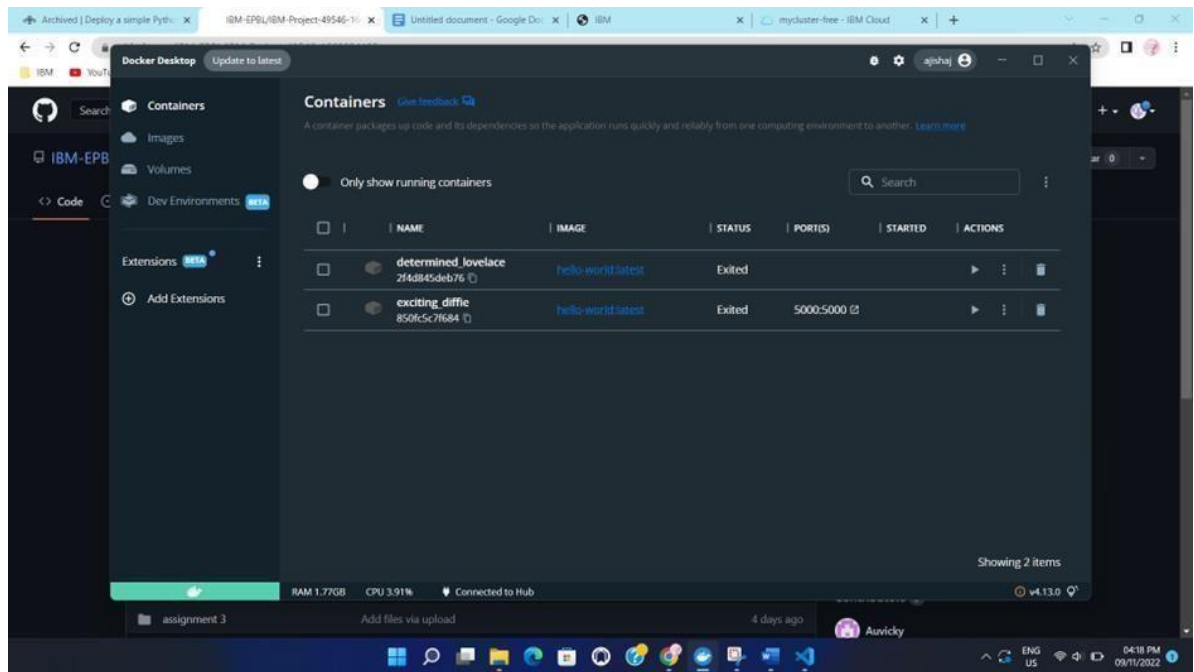 Archived | Deploy a simple Pyth
IBM-EPBL/IBM-Project-49546-16
Untitled document - Google Do
IBM
mycluster-free - IBM Cloud
IBM
Docker Desktop
Update to latest
ajishaj
Search
Containers
Containers
Give feedback
A container packages up code and its dependencies so the application runs quickly and reliably from one computing environment to another. Learn more
Images
IBM-EPB
0
Volumes
Only show running containers
Search
Code
Dev Environments BETA
NAME IMAGE STATUS PORT(S) STARTED ACTIONS
Extensions BETA
determined_lovelace hello-world:latest Exited
2f4d845deb76
Add Extensions
exciting_diffie hello-world:latest Exited 5000:5000
850fc5c7f684
Showing 2 items
RAM 1.77GB CPU 3.91% Connected to Hub
v4.13.0
assignment 3
Add files via upload
4 days ago
Auvicky
ENG
US
04:18 PM
09/11/2022
1